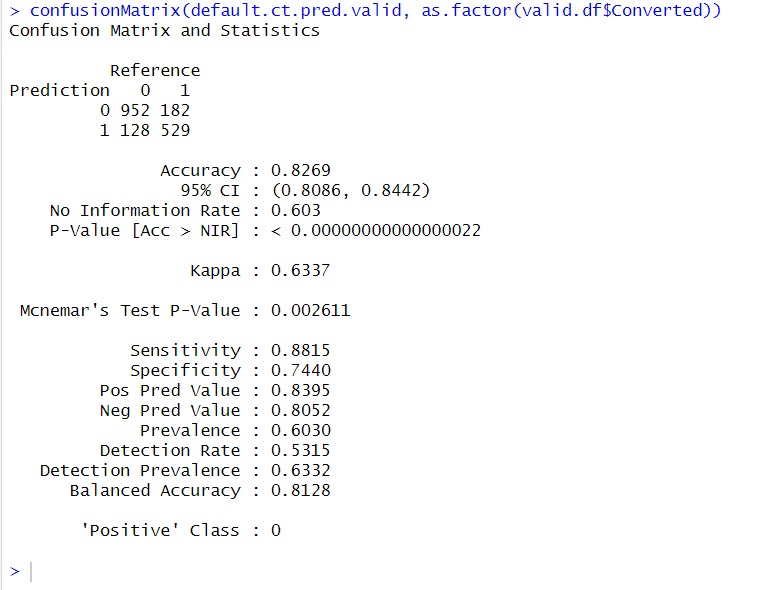 > confusionMatrix(default.ct.pred.valid, as.factor(valid.df$Converted))
Confusion Matrix and Statistics
Reference
Prediction 0 1
0 952 182
1 128 529
Accuracy : 0.8269
95% CI : (0.8086, 0.8442)
No Information Rate : 0.603
P-Value [Acc > NIR] : < 0.00000000000000022
Kappa : 0.6337
Mcnemar's Test P-Value : 0.002611
Sensitivity : 0.8815
Specificity : 0.7440
Pos Pred Value : 0.8395
Neg Pred Value : 0.8052
Prevalence : 0.6030
Detection Rate : 0.5315
Detection Prevalence : 0.6332
Balanced Accuracy : 0.8128
'Positive' Class : 0
>